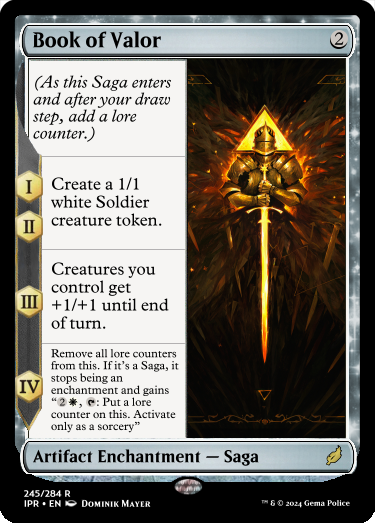 Book of Valor 2
(As this Saga enters
and after your draw
step, add a lore
counter.)
I
II
Create a 1/1
white Soldier
creature token.
III
Creatures you
control get
+1/+1 until end
of turn.
IV
Remove all lore counters
from this. If it's a Saga, it
stops being an
enchantment and gains
"2, : Put a lore
counter on this. Activate
only as a sorcery"
Artifact Enchantment — Saga
245/284 R
IPR • EN Dominik Mayer
™ & © 2024 Gema Police